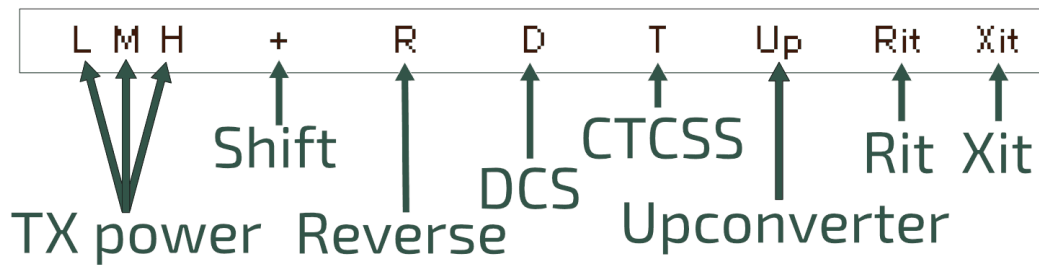 L M H + R D T Up Rit Xit
Shift
CTCSS
Rit
Xit
DCS
TX power
Reverse
Upconverter